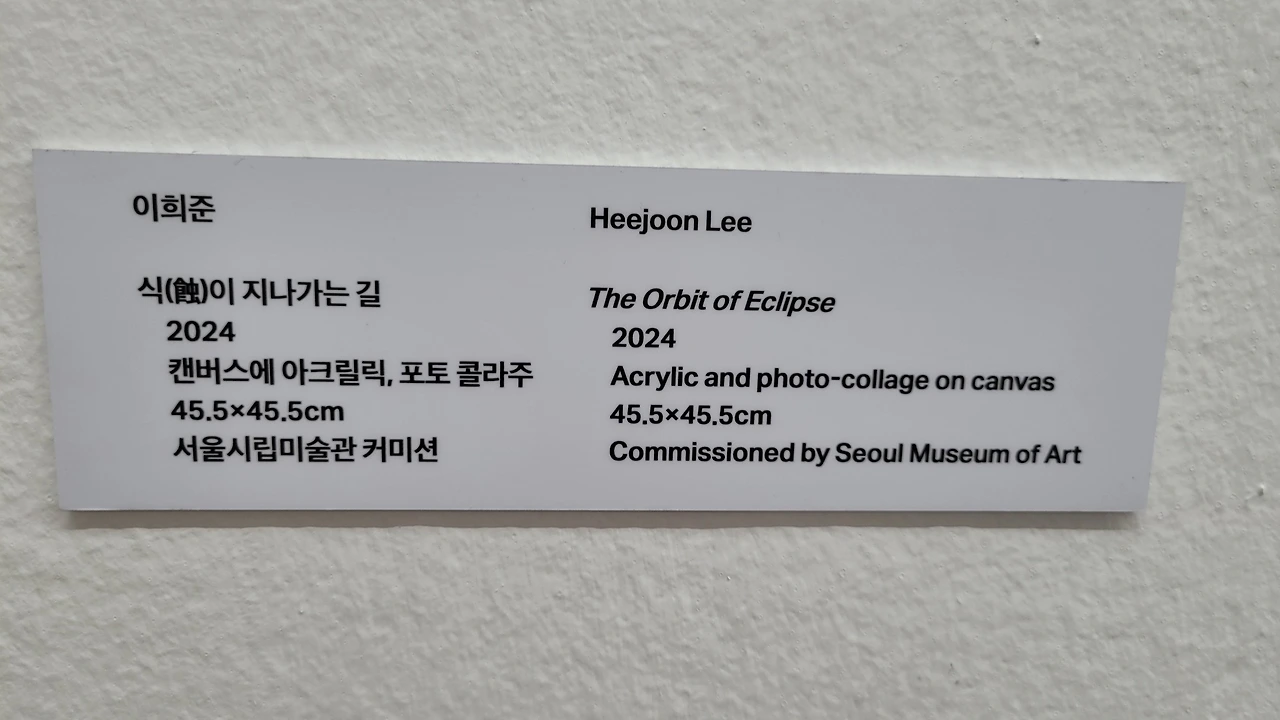 이희준
식(蝕)이 지나가는 길
2024
캔버스에 아크릴릭, 포토 콜라주
45.5×45.5cm
서울시립미술관 커미션
Heejoon Lee
The Orbit of Eclipse
2024
Acrylic and photo-collage on canvas
45.5×45.5cm
Commissioned by Seoul Museum of Art